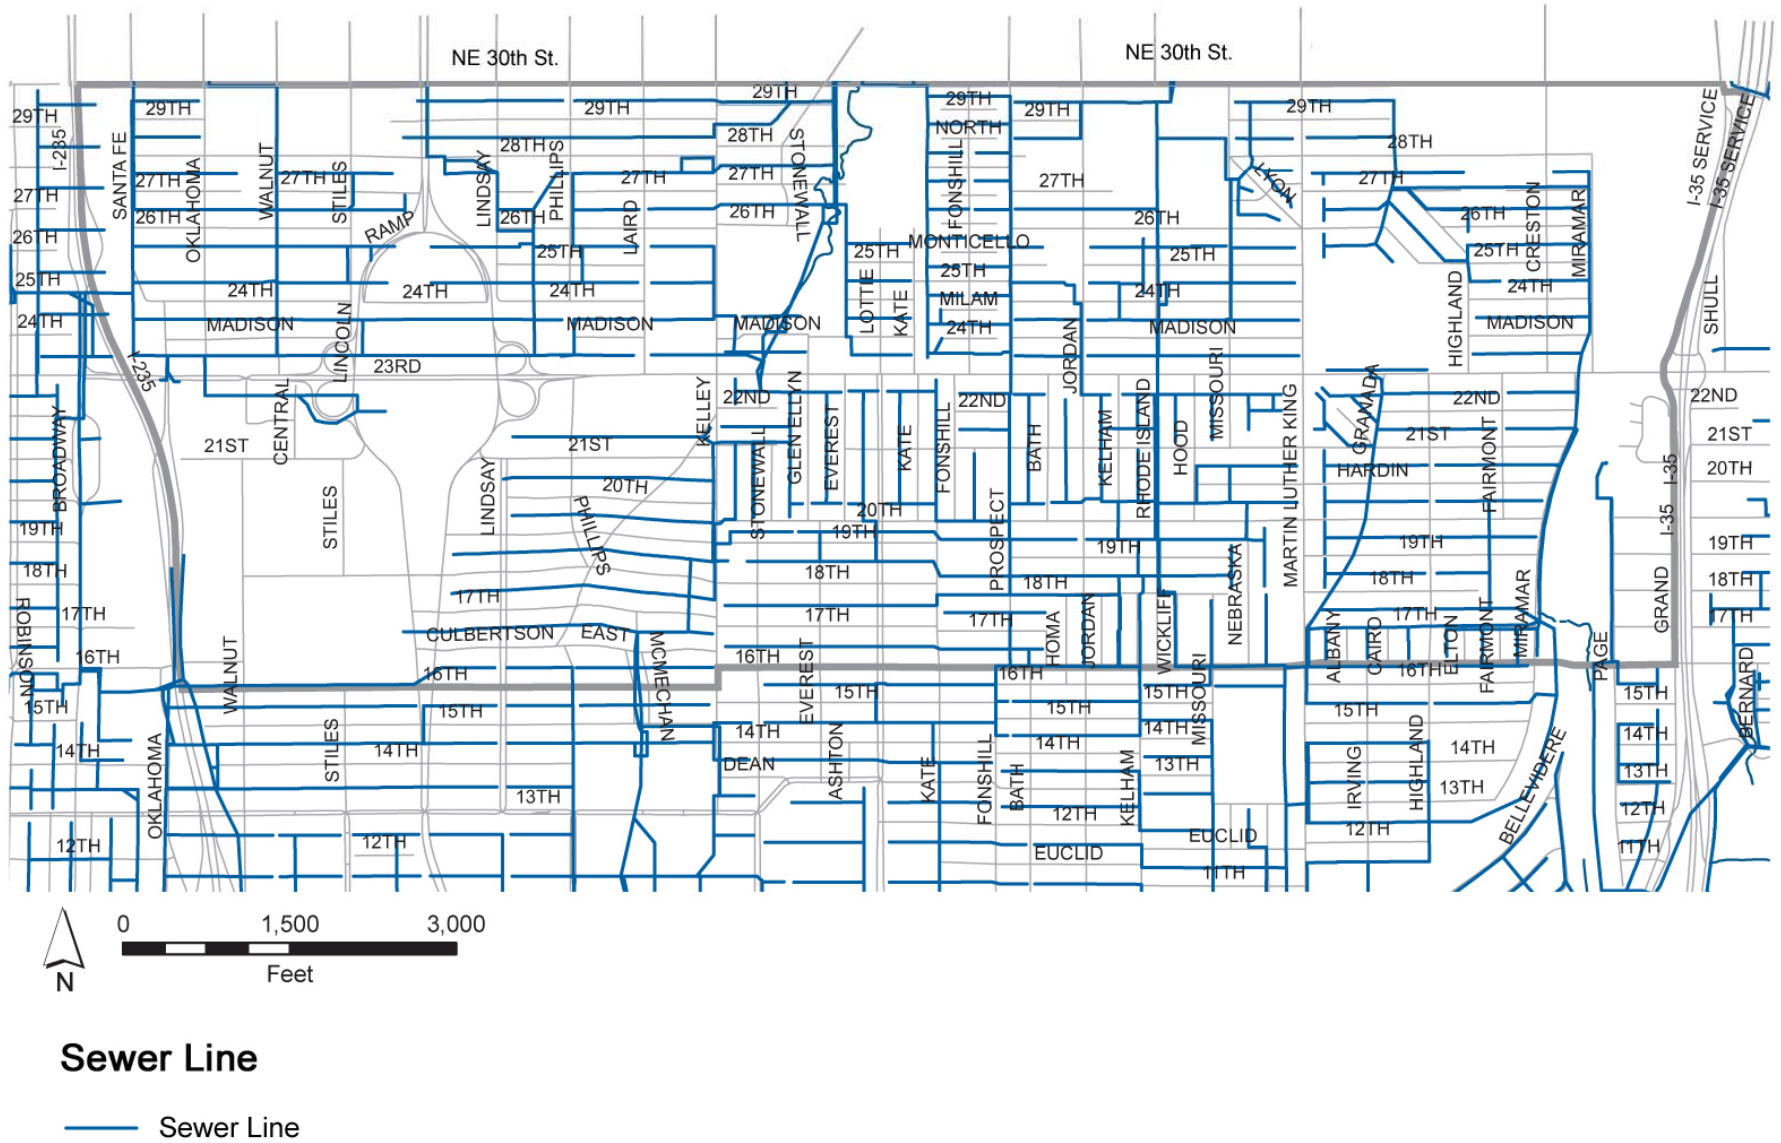 NE 30th St. NE 30th St.
29TH 29TH 29TH 29TH 29TH 29TH 29TH 29TH
I-235 SANTA FE 28TH 28TH NORTH 28TH I-35 SERVICE I-35 SERVICE
OKLAHOMA WALNUT STILES LINDSAY PHILLIPS LAIRD STONEWALL FONSHILL LYON CRESTON MIRAMAR
27TH 27TH 27TH 27TH 27TH 27TH 27TH
26TH 26TH RAMP 26TH 26TH 26TH 26TH
25TH 25TH 25TH MONTICELLO 25TH 25TH 25TH
24TH 24TH 24TH 24TH LOTTIE KATE MILAM 24TH 24TH 24TH HIGHLAND SHULL
MADISON LINCOLN MADISON MADISON JORDAN MADISON MADISON
I-235 23RD MISSOURI GRANADA
BROADWAY CENTRAL KELLEY 22ND GLEN ELLYN EVEREST 22ND KELHAM RHODE ISLAND MARTIN LUTHER KING 22ND 22ND
21ST 21ST STONEWALL KATE FONSHILL BATH HOOD 21ST FAIRMONT 21ST
LINDSAY 20TH HARDIN I-35 20TH
STILES PHILLIPS 20TH PROSPECT
19TH 19TH 19TH 19TH I-35 19TH
18TH 18TH 18TH NEBRASKA 18TH MIRAMAR GRAND 18TH
ROBINSON 17TH 17TH 17TH 17TH HOMA JORDAN WICKLIFF 17TH 17TH
WALNUT CULBERTSON EAST MCMECHAN EVEREST ALBANY CAIRO ELTON FAIRMONT PAGE
16TH 16TH 16TH 16TH MISSOURI 16TH BERNARD
15TH 15TH 15TH 15TH 15TH 15TH 15TH
OKLAHOMA STILES 14TH 14TH 14TH 14TH 14TH 14TH 14TH
DEAN ASHTON KATE FONSHILL BATH KELHAM 13TH IRVING HIGHLAND 13TH BELLEVIDERE 13TH
13TH 12TH 12TH
12TH 12TH EUCLID EUCLID 12TH 11TH
11TH
0 1,500 3,000
Feet
N
Sewer Line
Sewer Line